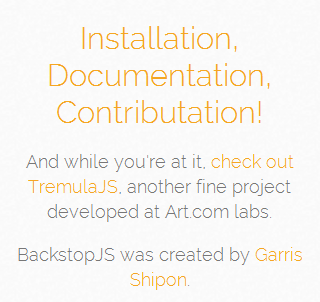 Installation,
Documentation,
Contributation!
And while you're at it, check out
TremulaJS, another fine project
developed at Art.com labs.
BackstopJS was created by Garris
Shipon.